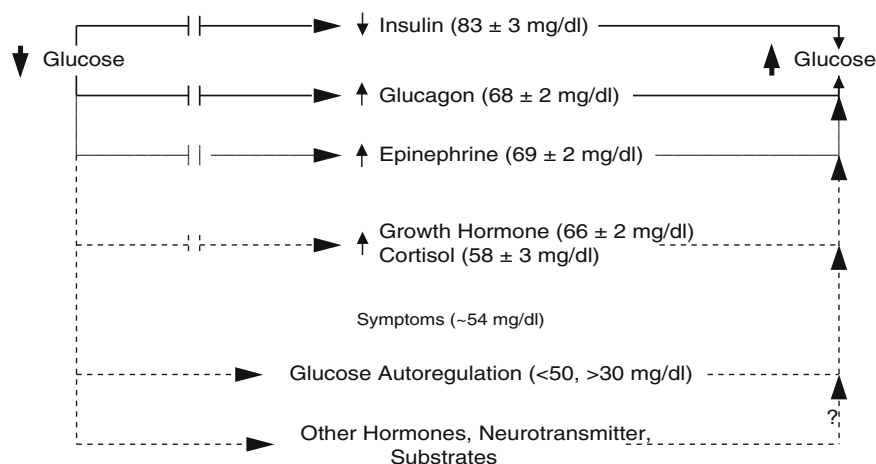 Insulin (83 ± 3 mg/dl)
Glucose
Glucose
Glucagon (68 ± 2 mg/dl)
Epinephrine (69 ± 2 mg/dl)
Growth Hormone (66 ± 2 mg/dl)
Cortisol (58 ± 3 mg/dl)
Symptoms (~54 mg/dl)
Glucose Autoregulation (<50, >30 mg/dl)
?
Other Hormones, Neurotransmitter,
Substrates